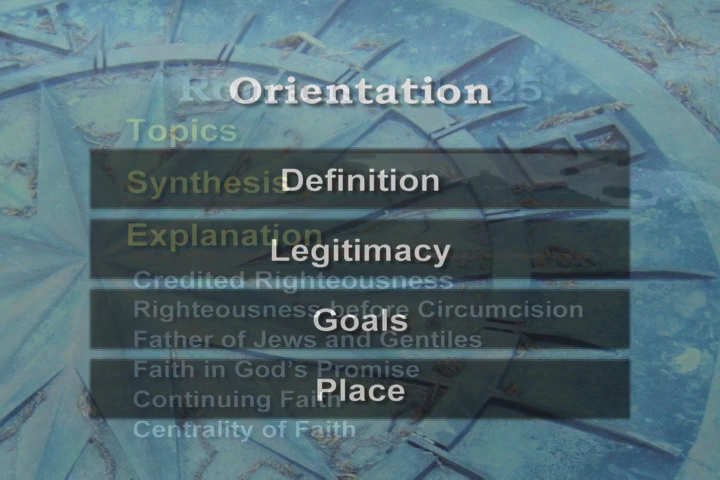 Orientation
Topics
Synthesis
Definition
Explanation
Legitimacy
Credited Righteousness
Righteousness before Circumcision
Goals
Father of Jews and Gentiles
Faith in God's Promise
Place
Continuing Faith
Centrality of Faith